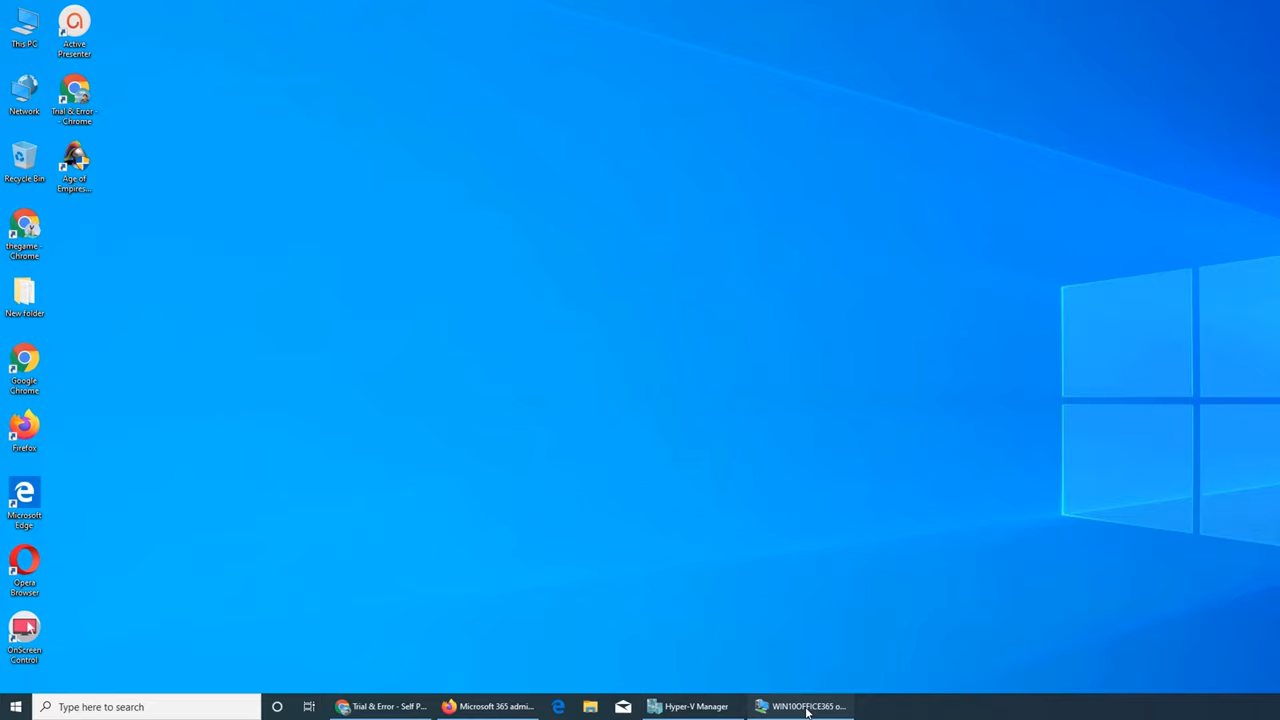 This PC
Active
Presenter
Network
Trial & Error -
- Chrome
Recycle Bin
Age of
Empires...
thegame -
Chrome
New folder
Google
Chrome
Firefox
Microsoft
Edge
Opera
Browser
OnScreen
Control
Type here to search
Trial & Error - Self P...
Microsoft 365 admi...
Hyper-V Manager
WIN10OFFICE365 o...